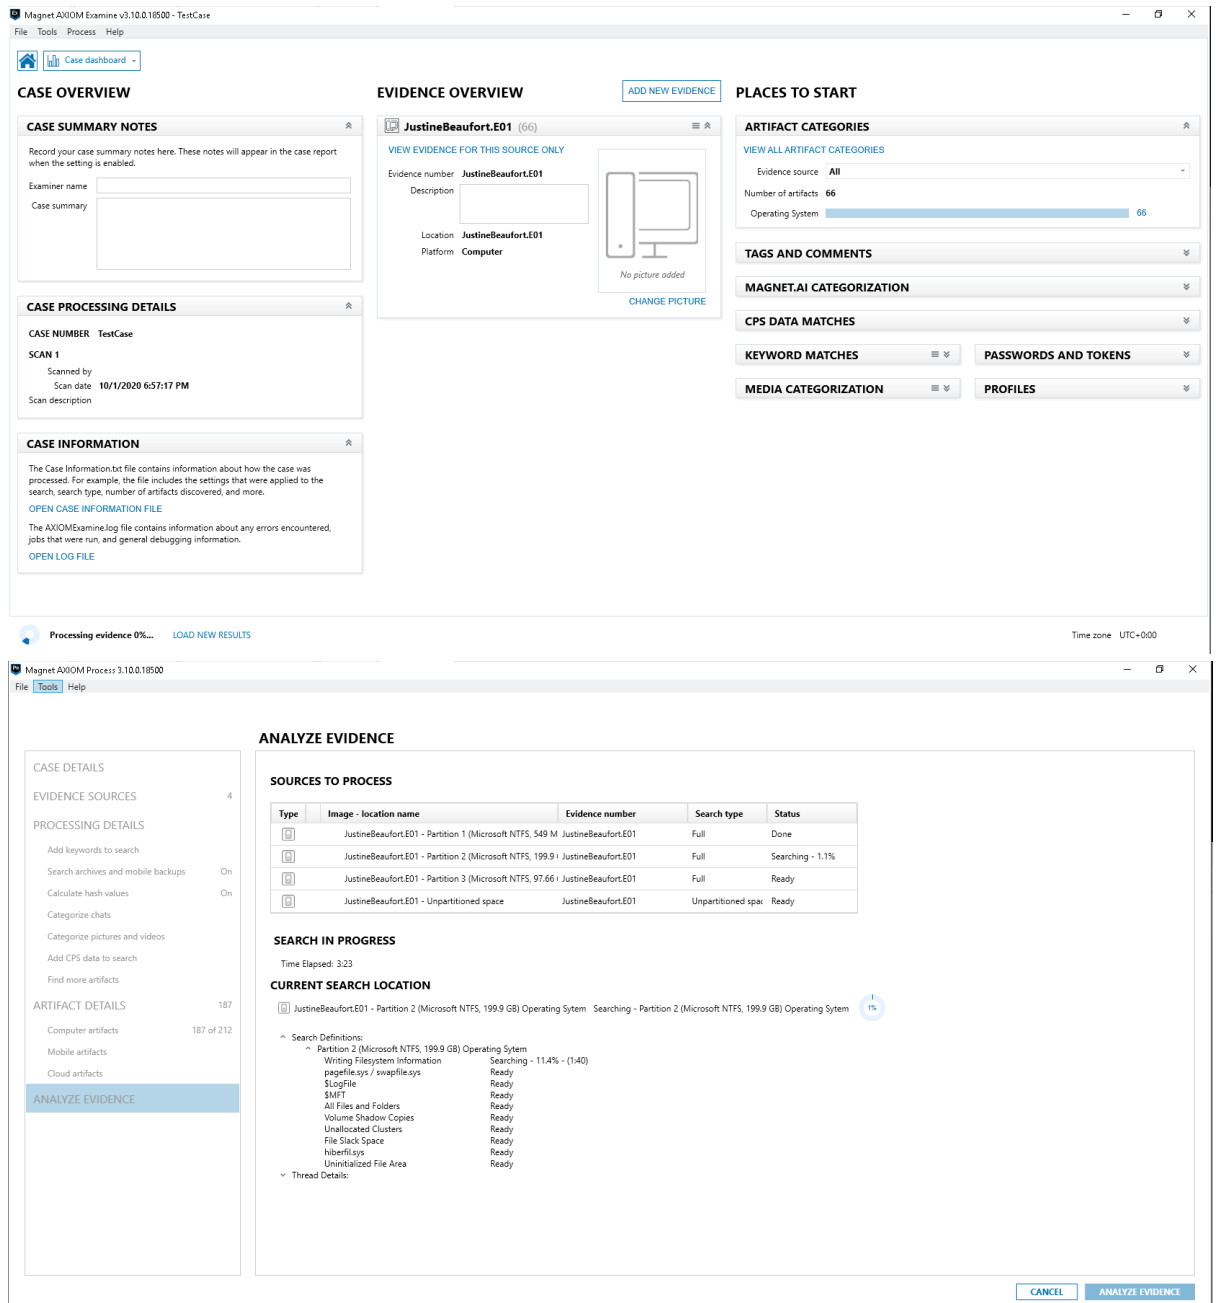 Magnet AXIOM Examine v3.10.0.18500 - TestCase
File Tools Process Help
Case dashboard
CASE OVERVIEW
CASE SUMMARY NOTES
Record your case summary notes here. These notes will appear in the case report
when the setting is enabled.
Examiner name
Case summary
CASE PROCESSING DETAILS
CASE NUMBER TestCase
SCAN 1
Scanned by
Scan date 10/1/2020 6:57:17 PM
Scan description
CASE INFORMATION
The Case Information.txt file contains information about how the case was
processed. For example, the file includes the settings that were applied to the
search, search type, number of artifacts discovered, and more.
OPEN CASE INFORMATION FILE
The AXIOMExamine.log file contains information about any errors encountered,
jobs that were run, and general debugging information.
OPEN LOG FILE
EVIDENCE OVERVIEW
ADD NEW EVIDENCE
JustineBeaufort.E01 (66)
VIEW EVIDENCE FOR THIS SOURCE ONLY
Evidence number JustineBeaufort.E01
Description
Location JustineBeaufort.E01
Platform Computer
No picture added
CHANGE PICTURE
PLACES TO START
ARTIFACT CATEGORIES
VIEW ALL ARTIFACT CATEGORIES
Evidence source All
Number of artifacts 66
Operating System 66
TAGS AND COMMENTS
MAGNET.AI CATEGORIZATION
CPS DATA MATCHES
KEYWORD MATCHES
PASSWORDS AND TOKENS
MEDIA CATEGORIZATION
PROFILES
Processing evidence 0%... LOAD NEW RESULTS
Time zone UTC+0:00
Magnet AXIOM Process 3.10.0.18500
File Tools Help
ANALYZE EVIDENCE
CASE DETAILS
EVIDENCE SOURCES 4
PROCESSING DETAILS
Add keywords to search
Search archives and mobile backups On
Calculate hash values On
Categorize chats
Categorize pictures and videos
Add CPS data to search
Find more artifacts
ARTIFACT DETAILS 187
Computer artifacts 187 of 212
Mobile artifacts
Cloud artifacts
ANALYZE EVIDENCE
SOURCES TO PROCESS
Type Image - location name Evidence number Search type Status
JustineBeaufort.E01 - Partition 1 (Microsoft NTFS, 549 M JustineBeaufort.E01 Full Done
JustineBeaufort.E01 - Partition 2 (Microsoft NTFS, 199.9 JustineBeaufort.E01 Full Searching - 1.1%
JustineBeaufort.E01 - Partition 3 (Microsoft NTFS, 97.66 JustineBeaufort.E01 Full Ready
JustineBeaufort.E01 - Unpartitioned space JustineBeaufort.E01 Unpartitioned spac Ready
SEARCH IN PROGRESS
Time Elapsed: 3:23
CURRENT SEARCH LOCATION
JustineBeaufort.E01 - Partition 2 (Microsoft NTFS, 199.9 GB) Operating Sytem Searching - Partition 2 (Microsoft NTFS, 199.9 GB) Operating Sytem 1%
Search Definitions:
Partition 2 (Microsoft NTFS, 199.9 GB) Operating Sytem
Writing Filesystem Information Searching - 11.4% - (1:40)
pagefile.sys / swapfile.sys Ready
$LogFile Ready
$MFT Ready
All Files and Folders Ready
Volume Shadow Copies Ready
Unallocated Clusters Ready
File Slack Space Ready
hiberfil.sys Ready
Uninitialized File Area Ready
Thread Details:
CANCEL ANALYZE EVIDENCE